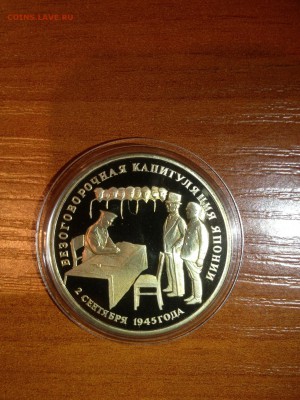 COINS.LAVE.RU
БЕЗОГОВОРОЧНАЯ КАПИТУЛЯЦИЯ ЯПОНИИ
2 СЕНТЯБРЯ 1945 ГОДА